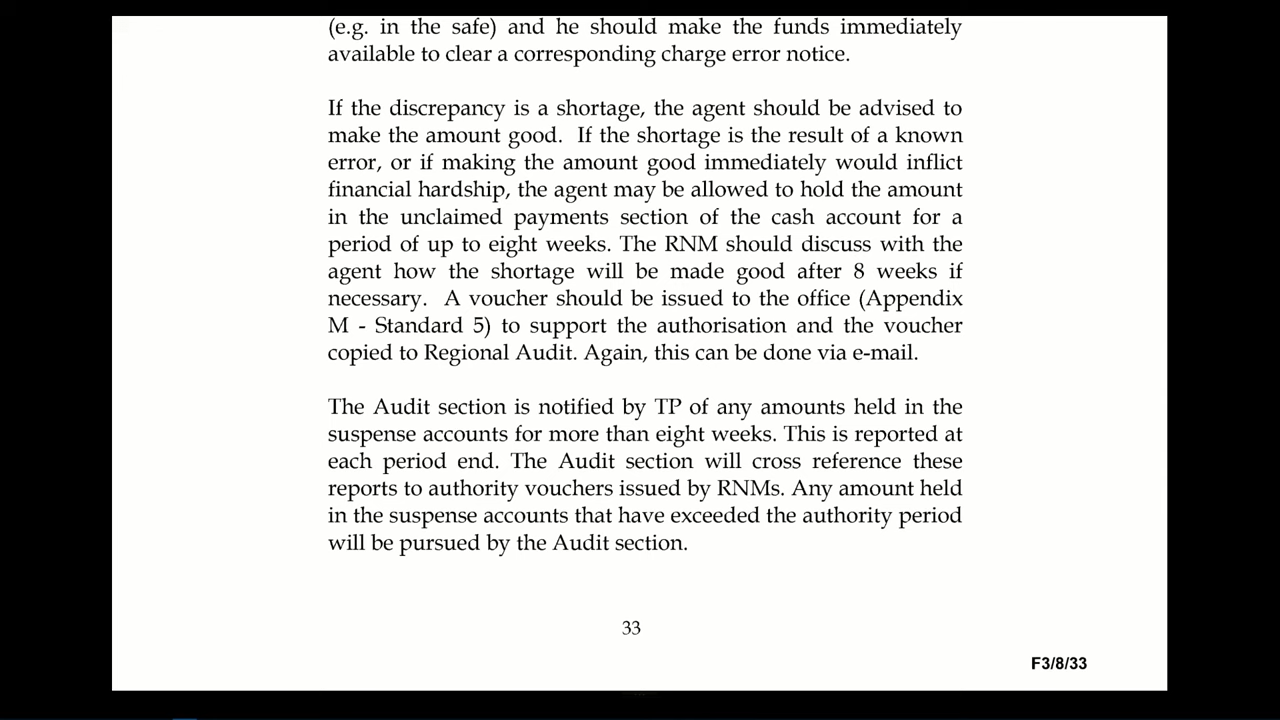 (e.g. in the safe) and he should make the funds immediately
available to clear a corresponding charge error notice.
If the discrepancy is a shortage, the agent should be advised to
make the amount good.  If the shortage is the result of a known
error, or if making the amount good immediately would inflict
financial hardship, the agent may be allowed to hold the amount
in the unclaimed payments section of the cash account for a
period of up to eight weeks. The RNM should discuss with the
agent how the shortage will be made good after 8 weeks if
necessary.  A voucher should be issued to the office (Appendix
M - Standard 5) to support the authorisation and the voucher
copied to Regional Audit. Again, this can be done via e-mail.
The Audit section is notified by TP of any amounts held in the
suspense accounts for more than eight weeks. This is reported at
each period end. The Audit section will cross reference these
reports to authority vouchers issued by RNMs. Any amount held
in the suspense accounts that have exceeded the authority period
will be pursued by the Audit section.
33
F3/8/33